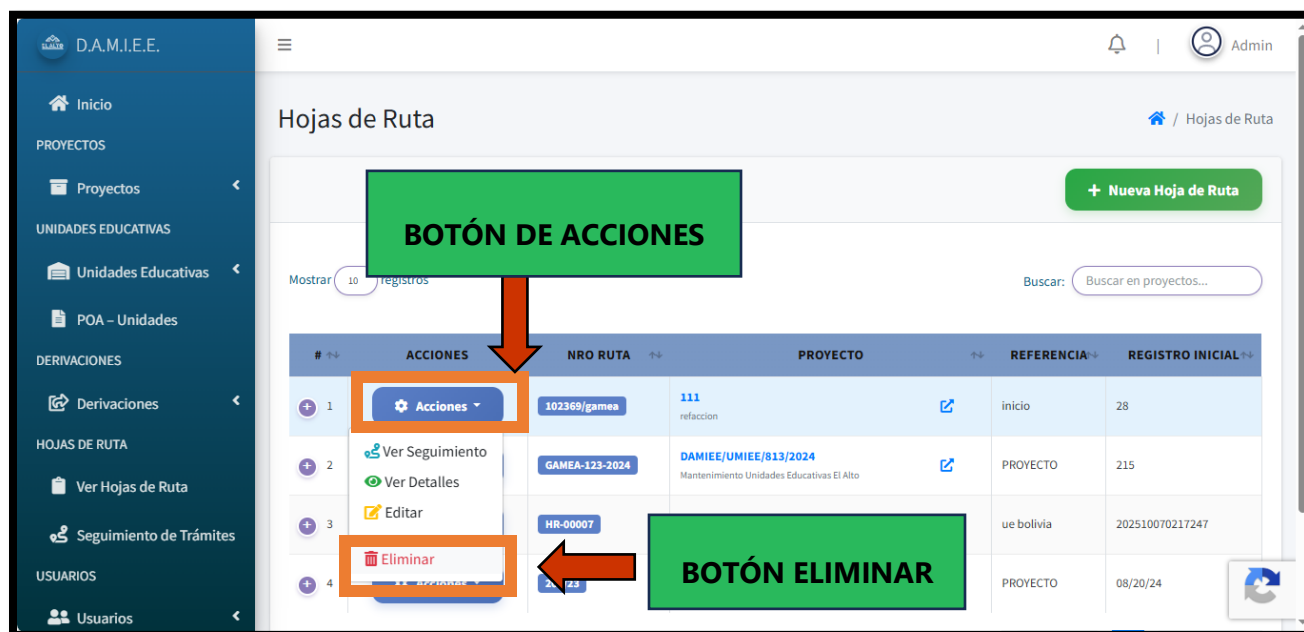 D.A.M.I.E.E.
Admin
Inicio
Hojas de Ruta
/ Hojas de Ruta
PROYECTOS
Proyectos
+ Nueva Hoja de Ruta
UNIDADES EDUCATIVAS
BOTÓN DE ACCIONES
Unidades Educativas
Mostrar 10 registros
Buscar: Buscar en proyectos...
POA – Unidades
DERIVACIONES
# ACCIONES NRO RUTA PROYECTO REFERENCIA REGISTRO INICIAL
Derivaciones
1 Acciones 102369/gamea 111 inicio 28
refaccion
HOJAS DE RUTA
Ver Seguimiento
2 GAMEA-123-2024 DAMIEE/UMIEE/813/2024 PROYECTO 215
Mantenimiento Unidades Educativas El Alto
Ver Detalles
Ver Hojas de Ruta
Editar
3 HR-00007 ue bolivia 202510070217247
Seguimiento de Trámites
Eliminar
BOTÓN ELIMINAR
USUARIOS
4 Acciones PROYECTO 08/20/24
Usuarios